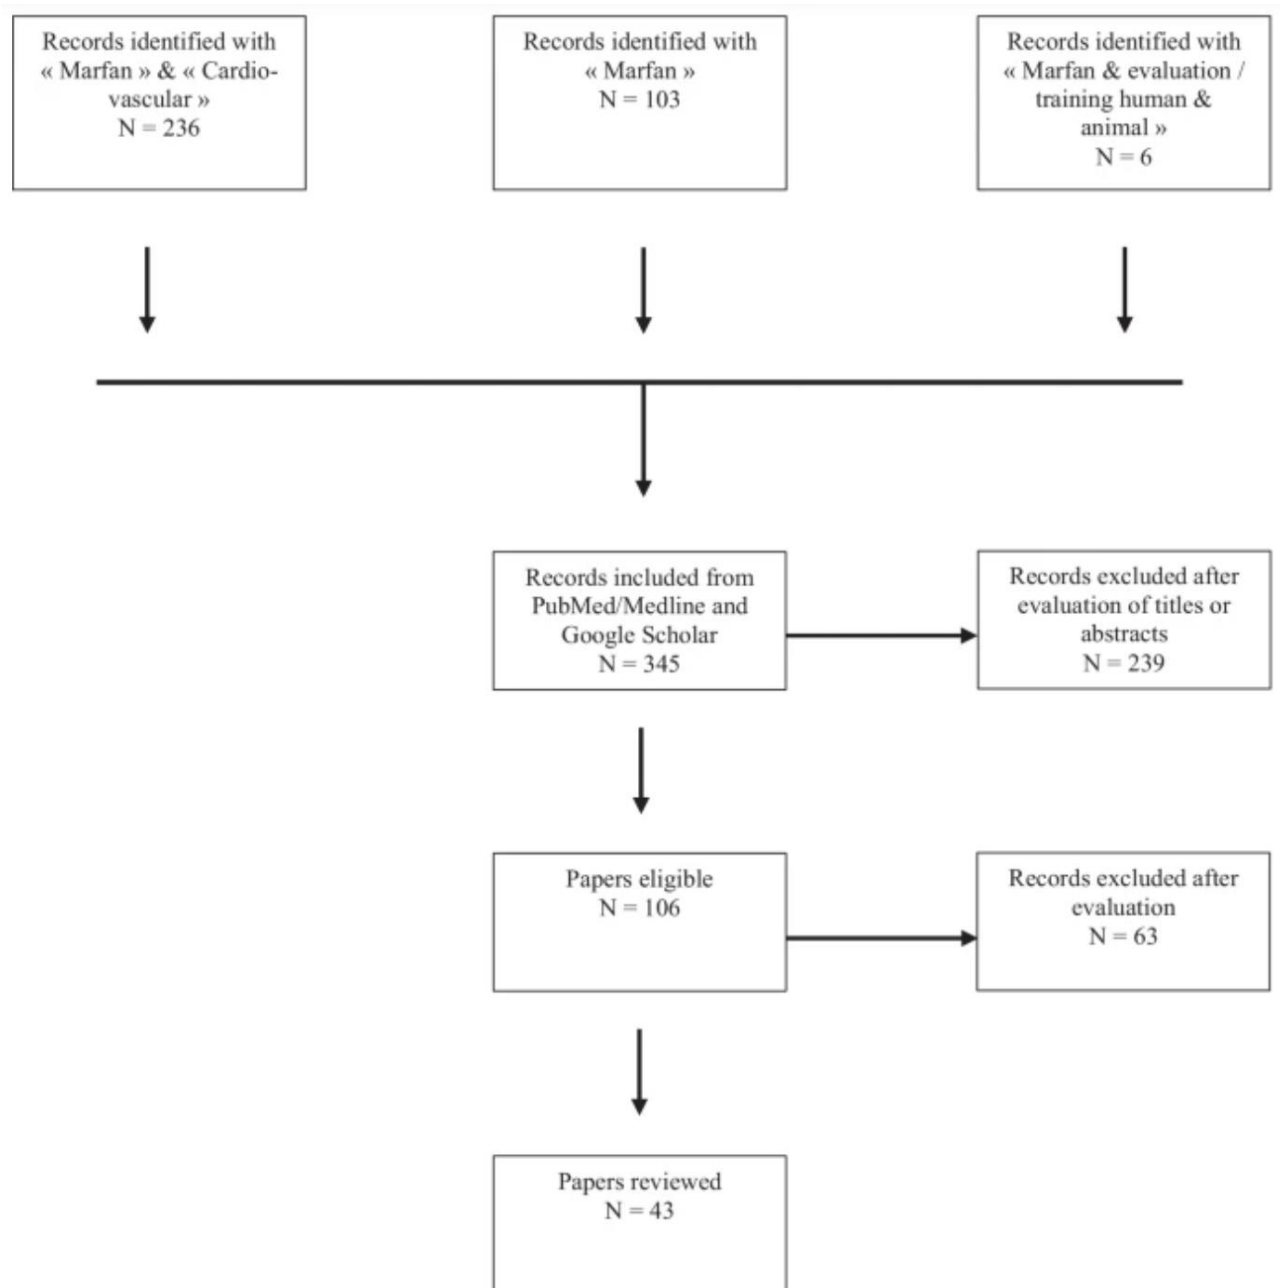 Records identified with
« Marfan » & « Cardio-
vascular »
N = 236
Records identified with
« Marfan »
N = 103
Records identified with
« Marfan & evaluation /
training human &
animal »
N = 6
Records included from
PubMed/Medline and
Google Scholar
N = 345
Records excluded after
evaluation of titles or
abstracts
N = 239
Papers eligible
N = 106
Records excluded after
evaluation
N = 63
Papers reviewed
N = 43